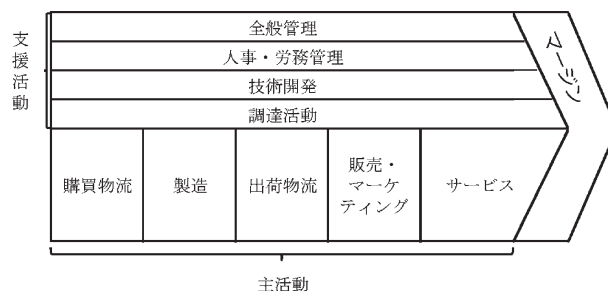 支援活動
全般管理
人事・労務管理
技術開発
調達活動
マージン
購買物流
製造
出荷物流
販売・
マーケ
ティング
サービス
主活動